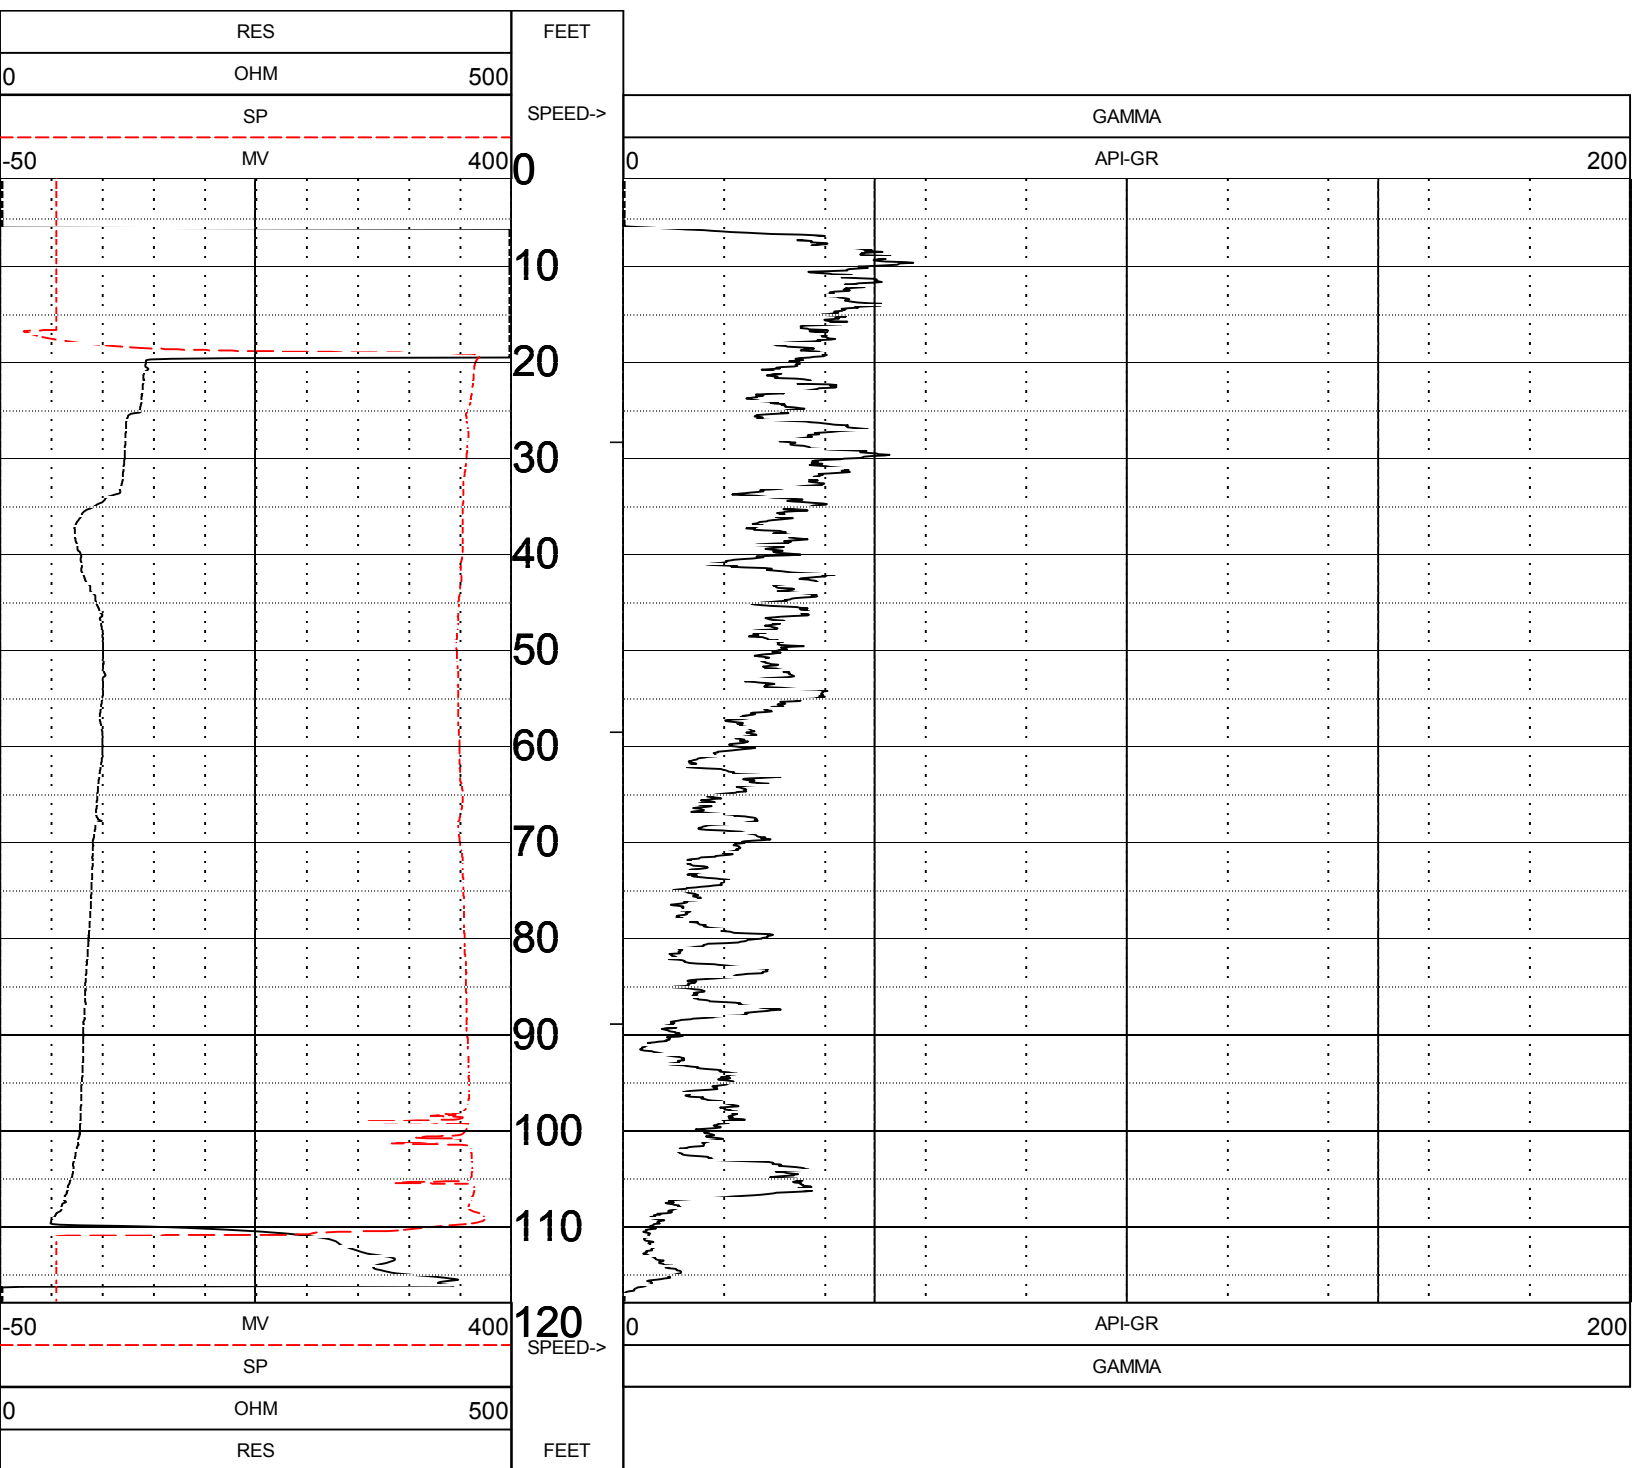 RES FEET
0 OHM 500
SP SPEED-> GAMMA
-50 MV 400 0 0 API-GR 200
10
20
30
40
50
60
70
80
90
100
110
-50 MV 400 120 0 API-GR 200
SPEED->
SP GAMMA
0 OHM 500
RES FEET